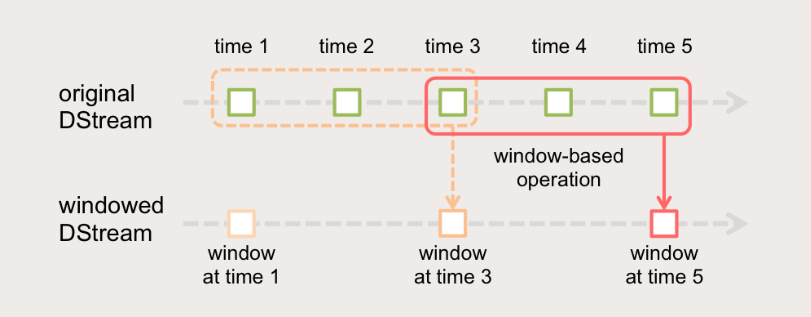 time 1
time 2
time 3
time 4
time 5
original
DStream
window-based
operation
windowed
DStream
window
at time 1
window
at time 3
window
at time 5